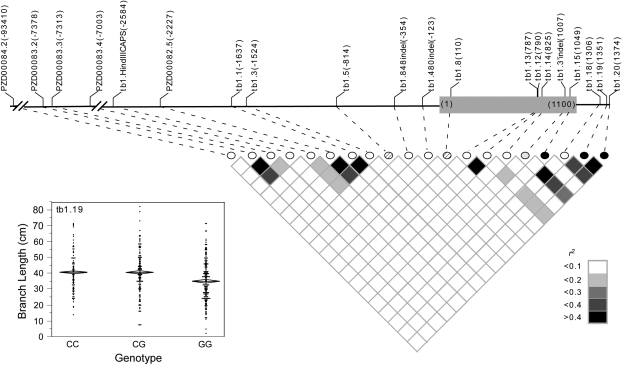 PZD00084.2(-93410)
PZD00083.2(-7378)
PZD00083.3(-7313)
PZD00083.4(-7003)
tb1.HindIIICAPS(-2584)
PZD00082.5(-2227)
tb1.1(-1637)
tb1.3(-1524)
tb1.5(-814)
tb1.848indel(-354)
tb1.480indel(-123)
tb1.8(110)
tb1.13(787)
tb1.12(790)
tb1.14(825)
tb1.3'indel(1007)
tb1.15(1049)
tb1.18(1306)
tb1.19(1351)
tb1.20(1374)
(1) (1100)
tb1.19
Branch Length (cm)
80
70
60
50
40
30
20
10
0
CC CG GG
Genotype
r²
<0.1
<0.2
<0.3
<0.4
>0.4